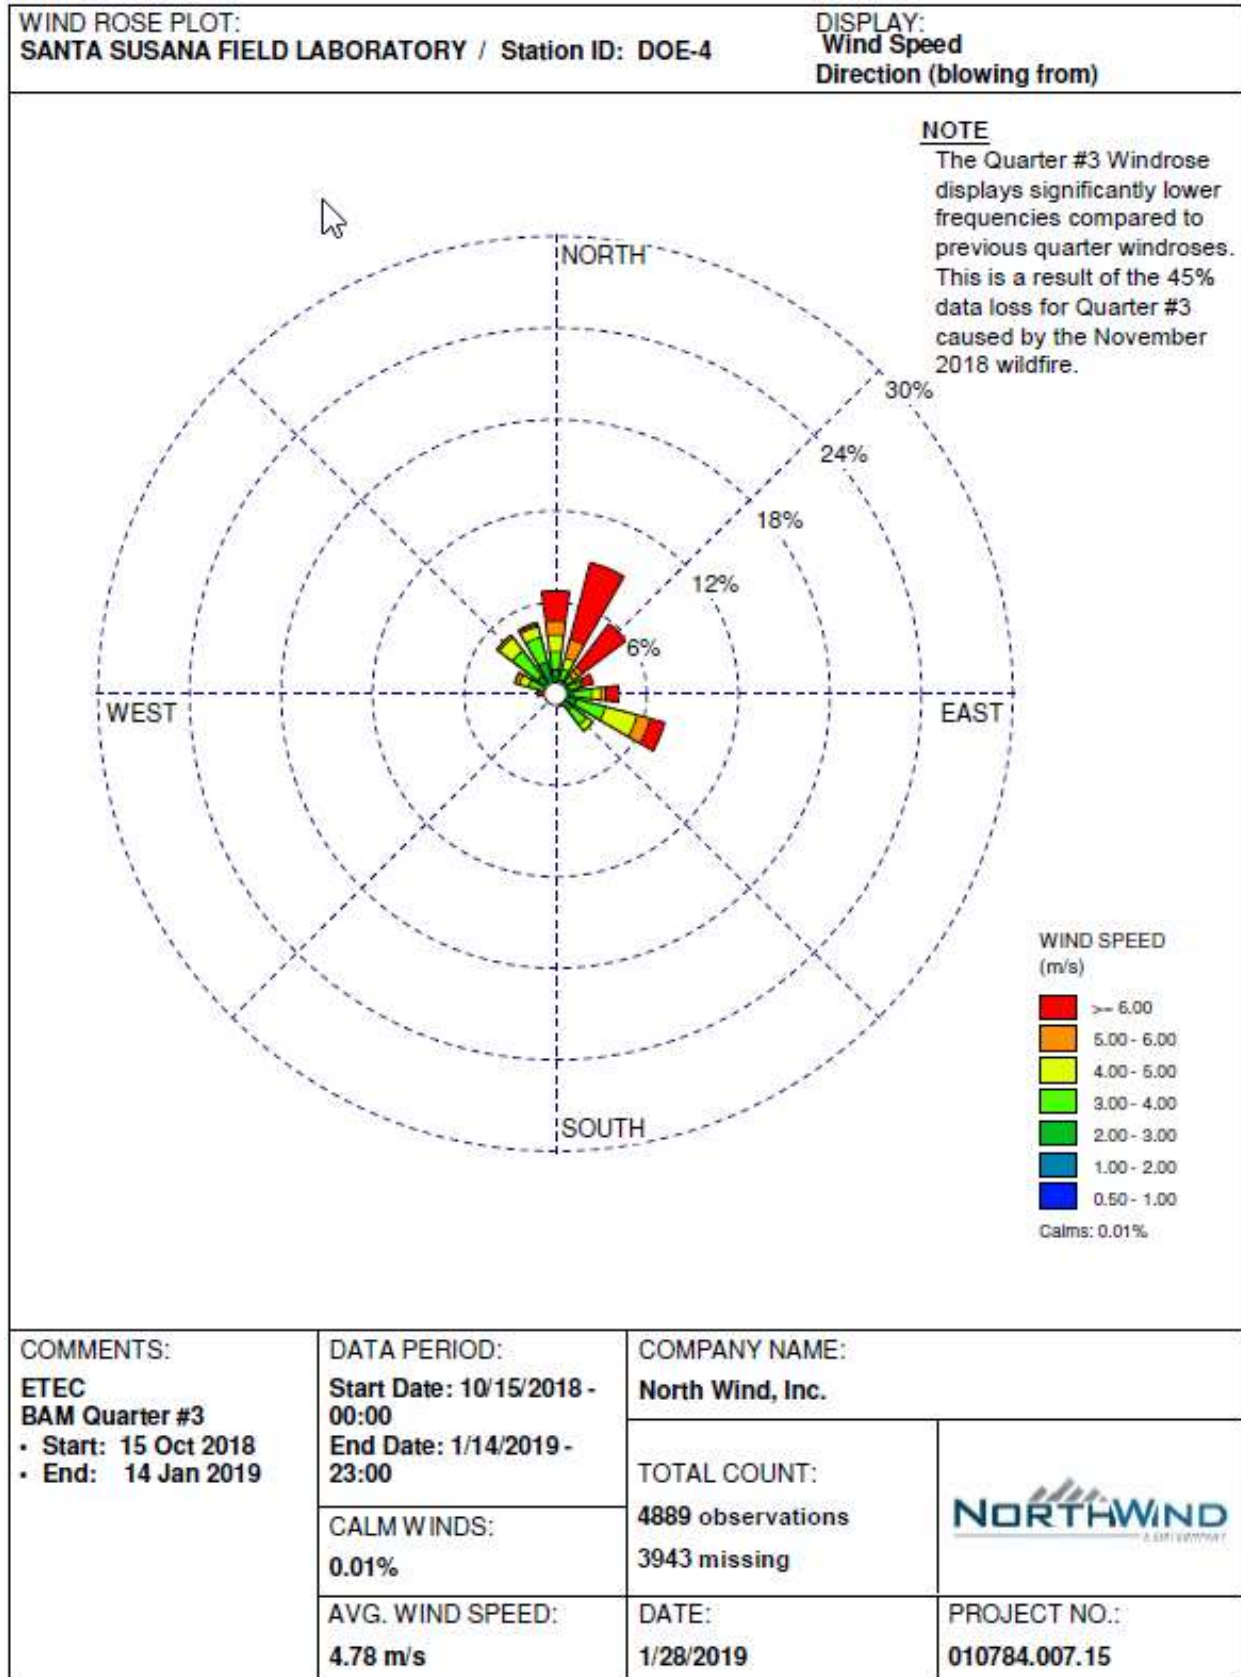 WIND ROSE PLOT:
SANTA SUSANA FIELD LABORATORY / Station ID: DOE-4
DISPLAY:
Wind Speed
Direction (blowing from)
NOTE
The Quarter #3 Windrose
displays significantly lower
frequencies compared to
previous quarter windroses.
This is a result of the 45%
data loss for Quarter #3
caused by the November
2018 wildfire.
NORTH
30%
24%
18%
12%
6%
WEST
EAST
SOUTH
WIND SPEED
(m/s)
>= 6.00
5.00 - 6.00
4.00 - 5.00
3.00 - 4.00
2.00 - 3.00
1.00 - 2.00
0.50 - 1.00
Calms: 0.01%
COMMENTS:
ETEC
BAM Quarter #3
• Start: 15 Oct 2018
• End: 14 Jan 2019
DATA PERIOD:
Start Date: 10/15/2018 -
00:00
End Date: 1/14/2019 -
23:00
CALM WINDS:
0.01%
AVG. WIND SPEED:
4.78 m/s
COMPANY NAME:
North Wind, Inc.
TOTAL COUNT:
4889 observations
3943 missing
NORTHWIND
DATE:
1/28/2019
PROJECT NO.:
010784.007.15